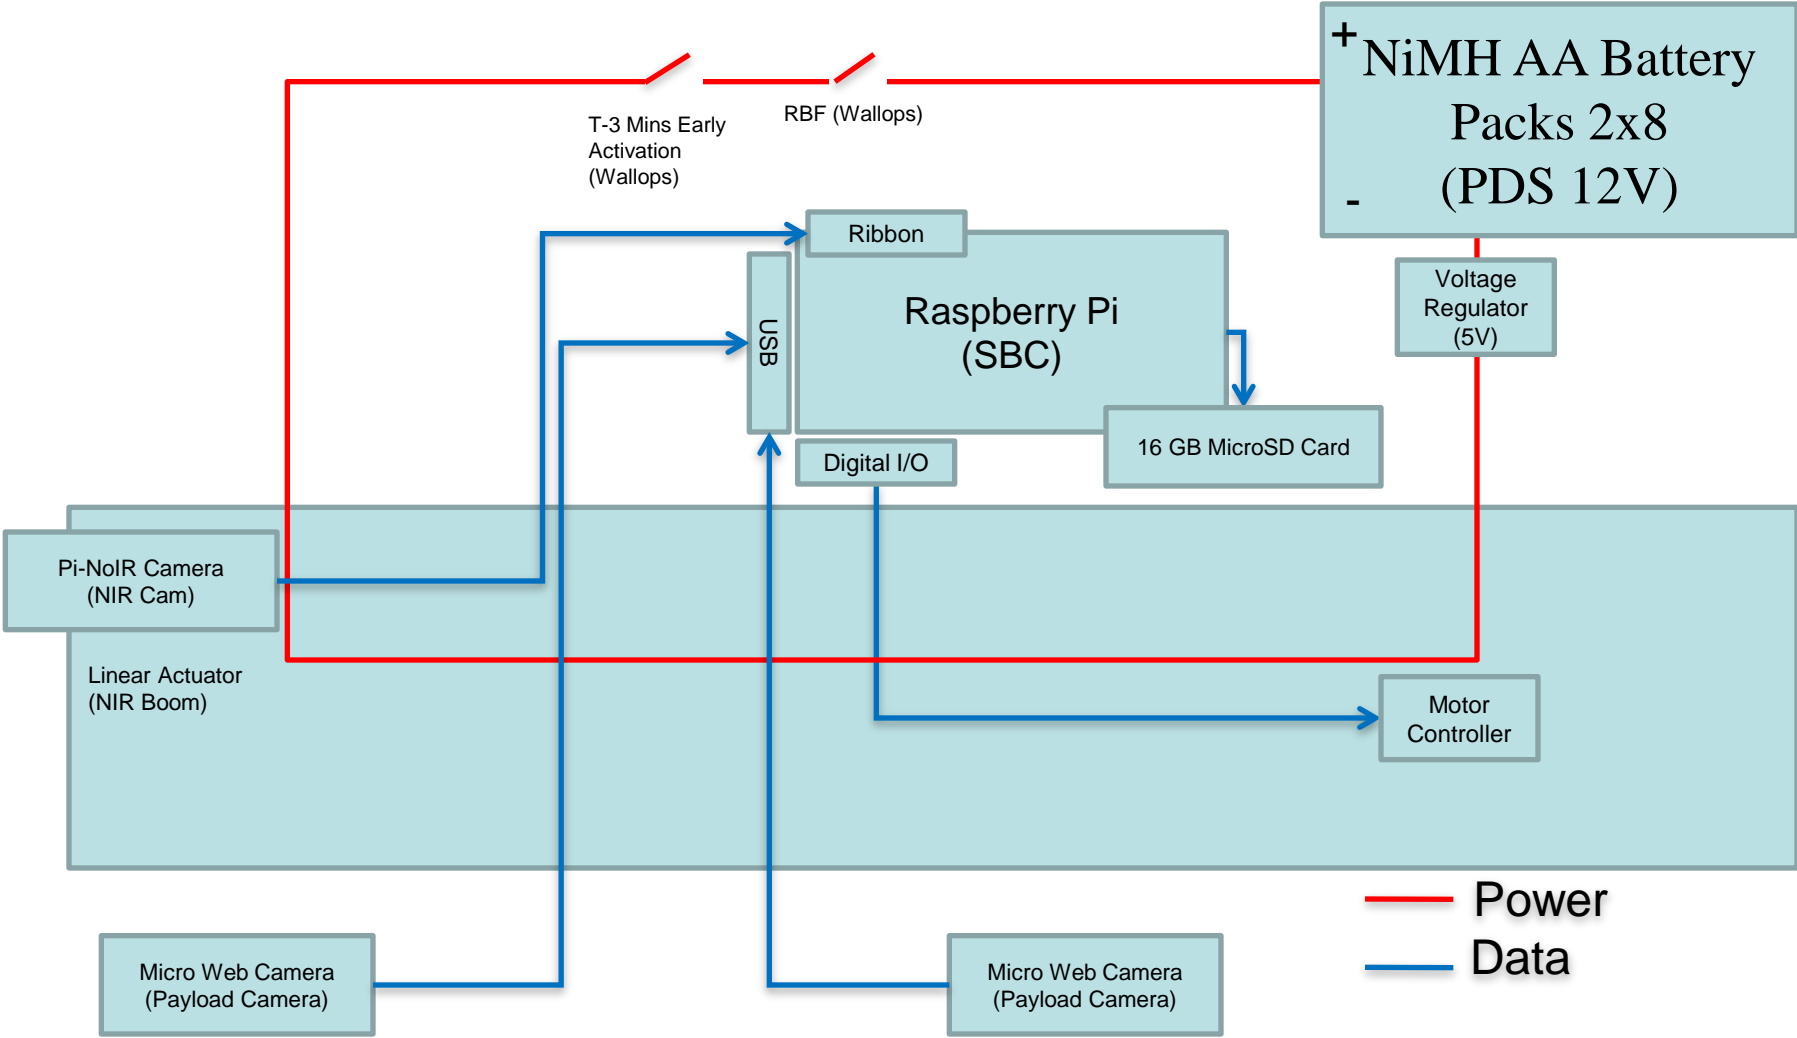 +
NiMH AA Battery
Packs 2x8
(PDS 12V)
-
T-3 Mins Early
Activation
(Wallops)
RBF (Wallops)
Ribbon
Voltage
Regulator
(5V)
USB
Raspberry Pi
(SBC)
16 GB MicroSD Card
Digital I/O
Pi-NoIR Camera
(NIR Cam)
Linear Actuator
(NIR Boom)
Motor
Controller
Power
Data
Micro Web Camera
(Payload Camera)
Micro Web Camera
(Payload Camera)